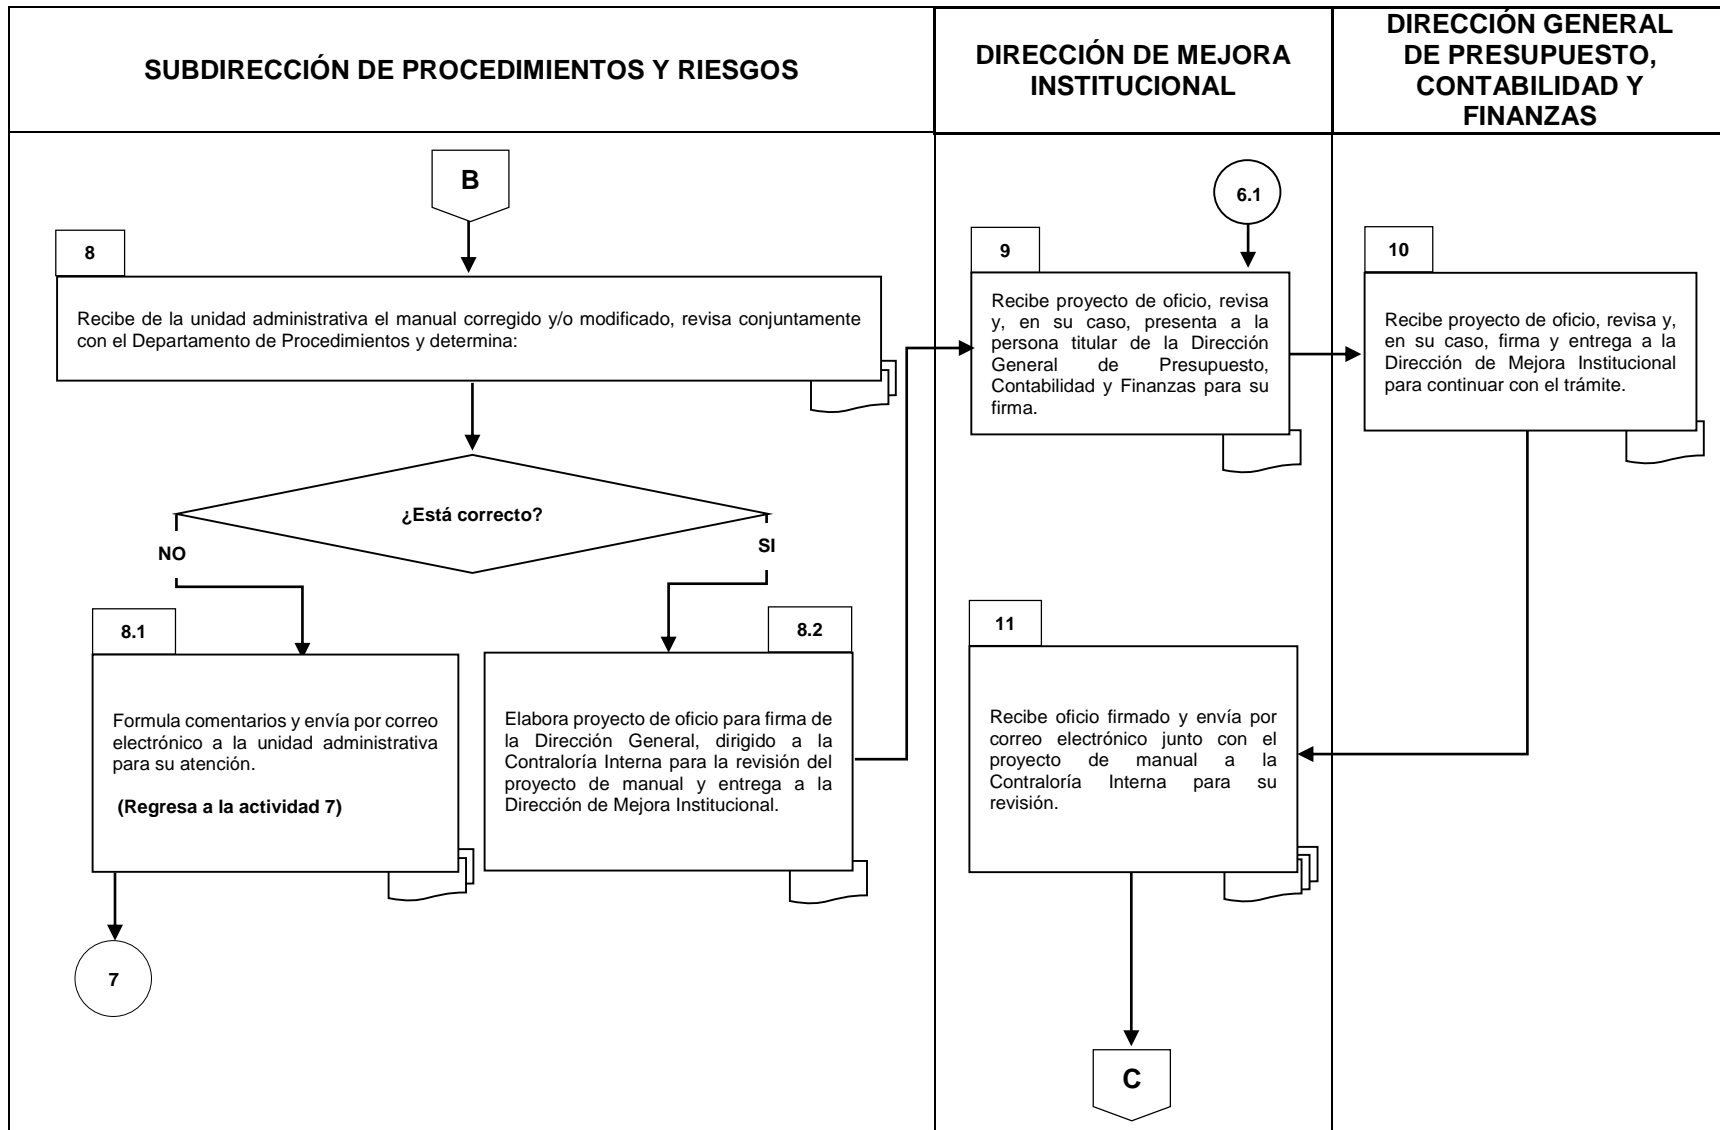 SUBDIRECCIÓN DE PROCEDIMIENTOS Y RIESGOS
DIRECCIÓN DE MEJORA
INSTITUCIONAL
DIRECCIÓN GENERAL
DE PRESUPUESTO,
CONTABILIDAD Y
FINANZAS
B
8
Recibe de la unidad administrativa el manual corregido y/o modificado, revisa conjuntamente
con el Departamento de Procedimientos y determina:
¿Está correcto?
NO
SI
8.1
Formula comentarios y envía por correo
electrónico a la unidad administrativa
para su atención.
(Regresa a la actividad 7)
7
8.2
Elabora proyecto de oficio para firma de
la Dirección General, dirigido a la
Contraloría Interna para la revisión del
proyecto de manual y entrega a la
Dirección de Mejora Institucional.
6.1
9
Recibe proyecto de oficio, revisa
y, en su caso, presenta a la
persona titular de la Dirección
General de Presupuesto,
Contabilidad y Finanzas para su
firma.
10
Recibe proyecto de oficio, revisa y,
en su caso, firma y entrega a la
Dirección de Mejora Institucional
para continuar con el trámite.
11
Recibe oficio firmado y envía por
correo electrónico junto con el
proyecto de manual a la
Contraloría Interna para su
revisión.
C